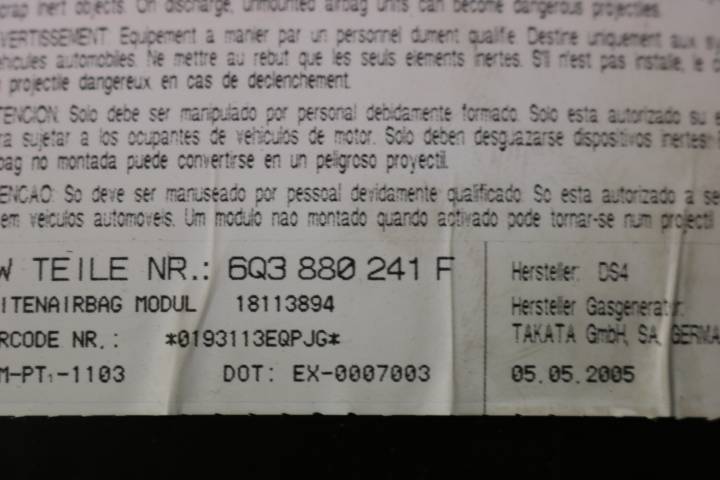 scrap inert objects. On discharge, unmounted airbag units can become dangerous projectiles.
VERTISSEMENT: Equipement a manier par un personnel dument qualifie. Destine uniquement aux
ehicules automobiles. Ne mettre au rebut que les seuls elements inertes. S'il n'est pas installe, le
projectile dangereux en cas de declenchement.
TENCION: Solo debe ser manipulado por personal debidamente formado. Solo esta autorizado su
ra sujetar a los ocupantes de vehiculos de motor. Solo deben desguazarse dispositivos inertes.
bag no montada puede convertirse en un peligroso proyectil.
ENCAO: So deve ser manuseado por pessoal devidamente qualificado. So esta autorizado a
em veiculos automoveis. Um modulo nao montado quando activado pode tornar-se num projectil
W TEILE NR.: 6Q3 880 241 F
ITENAIRBAG MODUL 18113894
RCODE NR.: *0193113EQPJG*
M-PT1-1103 DOT: EX-0007003
Hersteller: DS4
Hersteller Gasgenerator:
TAKATA GmbH, SA, GERMA
05.05.2005